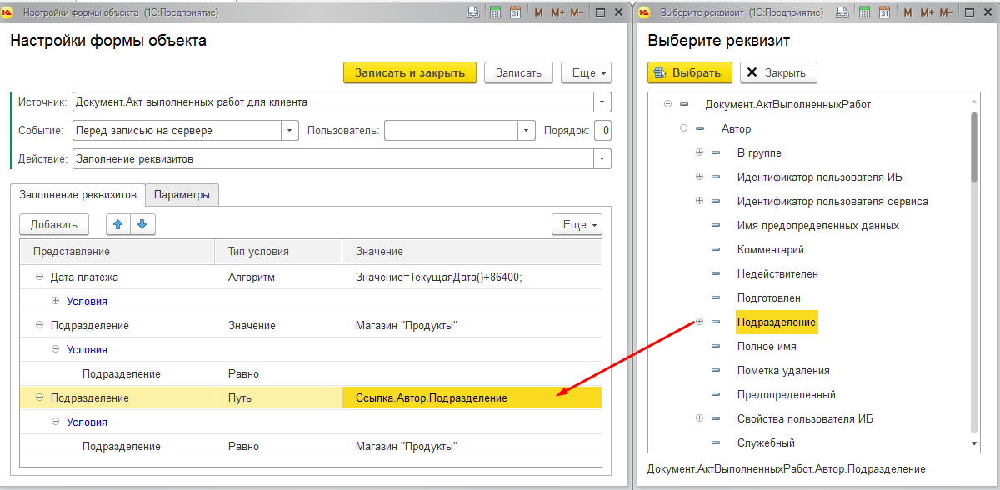 Настройки формы объекта (1С:Предприятие) M M+ M-
Настройки формы объекта
Записать и закрыть Записать Еще
Источник: Документ.Акт выполненных работ для клиента
Событие: Перед записью на сервере Пользователь: Порядок: 0
Действие: Заполнение реквизитов
Заполнение реквизитов Параметры
Добавить Еще
Представление Тип условия Значение
Дата платежа Алгоритм Значение=ТекущаяДата()+86400;
Условия
Подразделение Значение Магазин "Продукты"
Условия
Подразделение Равно
Подразделение Путь Ссылка.Автор.Подразделение
Условия
Подразделение Равно Магазин "Продукты"
Выберите реквизит (1С:Предприятие) M M+ M-
Выберите реквизит
Выбрать Закрыть
Документ.АктВыполненныхРабот
Автор
В группе
Идентификатор пользователя ИБ
Идентификатор пользователя сервиса
Имя предопределенных данных
Комментарий
Недействителен
Подготовлен
Подразделение
Полное имя
Пометка удаления
Предопределенный
Свойства пользователя ИБ
Служебный
Документ.АктВыполненныхРабот.Автор.Подразделение